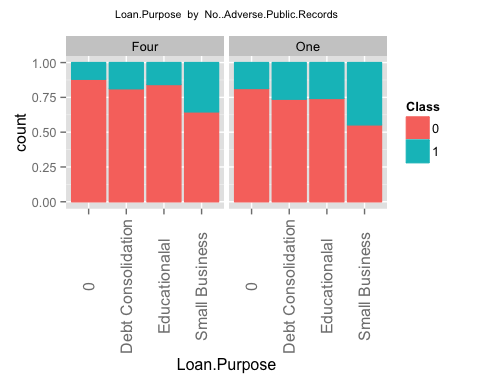 Loan.Purpose by No..Adverse.Public.Records
Four
One
1.00
0.75
0.50
0.25
0.00
count
0
Debt Consolidation
Educationalal
Small Business
0
Debt Consolidation
Educationalal
Small Business
Loan.Purpose
Class
0
1